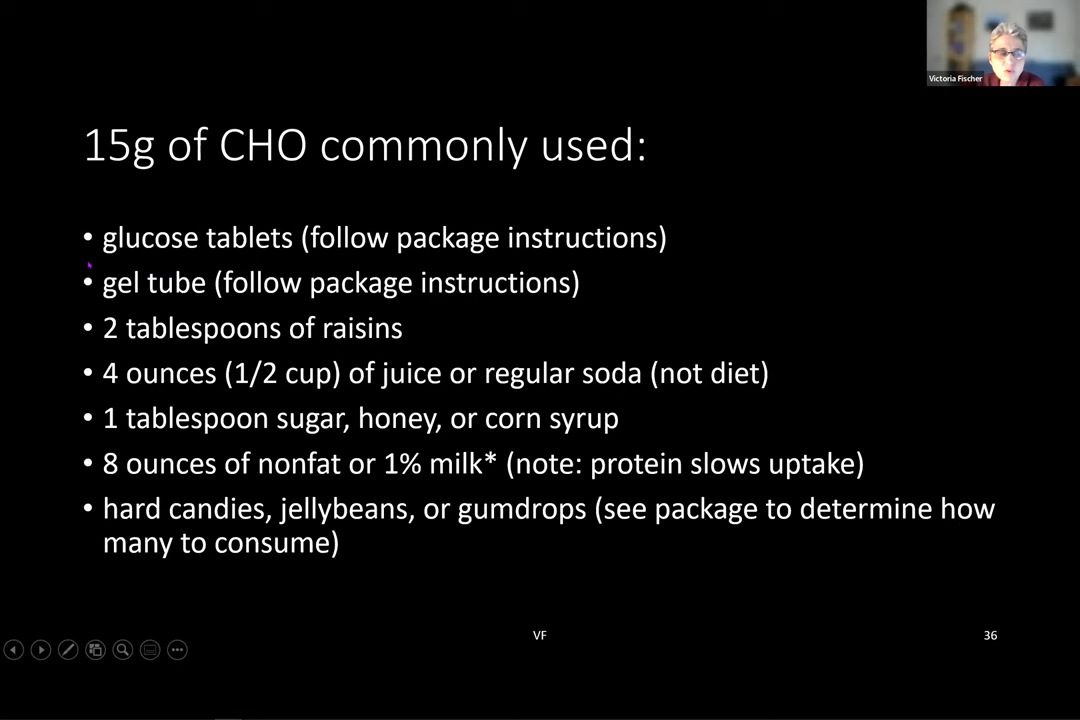 Victoria Fischer
15g of CHO commonly used:
• glucose tablets (follow package instructions)
• gel tube (follow package instructions)
• 2 tablespoons of raisins
• 4 ounces (1/2 cup) of juice or regular soda (not diet)
• 1 tablespoon sugar, honey, or corn syrup
• 8 ounces of nonfat or 1% milk* (note: protein slows uptake)
• hard candies, jellybeans, or gumdrops (see package to determine how
many to consume)
VF
36